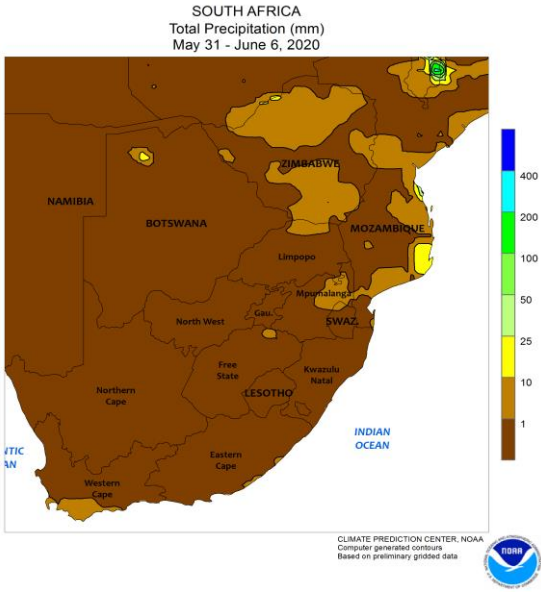 SOUTH AFRICA
Total Precipitation (mm)
May 31 - June 6, 2020
ZIMBABWE
NAMIBIA
BOTSWANA
MOZAMBIQUE
Limpopo
Mpumalanga
Gau.
North West
SWAZ.
Free
State
Kwazulu
Natal
LESOTHO
Northern
Cape
INDIAN
OCEAN
NTIC
AN
Eastern
Cape
Western
Cape
400
200
100
50
25
10
1
CLIMATE PREDICTION CENTER, NOAA
Computer generated contours
Based on preliminary gridded data
NOAA